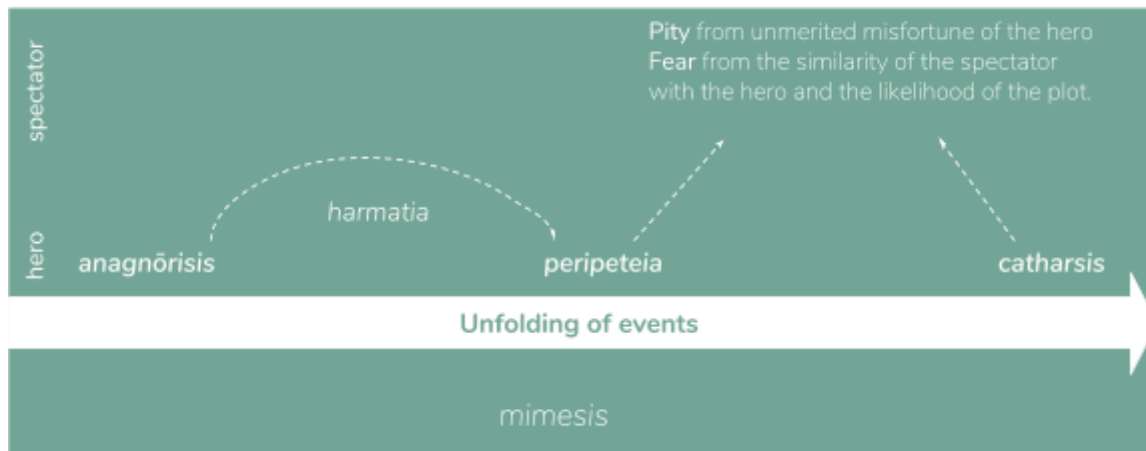 spectator
Pity from unmerited misfortune of the hero
Fear from the similarity of the spectator
with the hero and the likelihood of the plot.
harmatia
hero
anagnōrisis
peripeteia
catharsis
Unfolding of events
mimesis